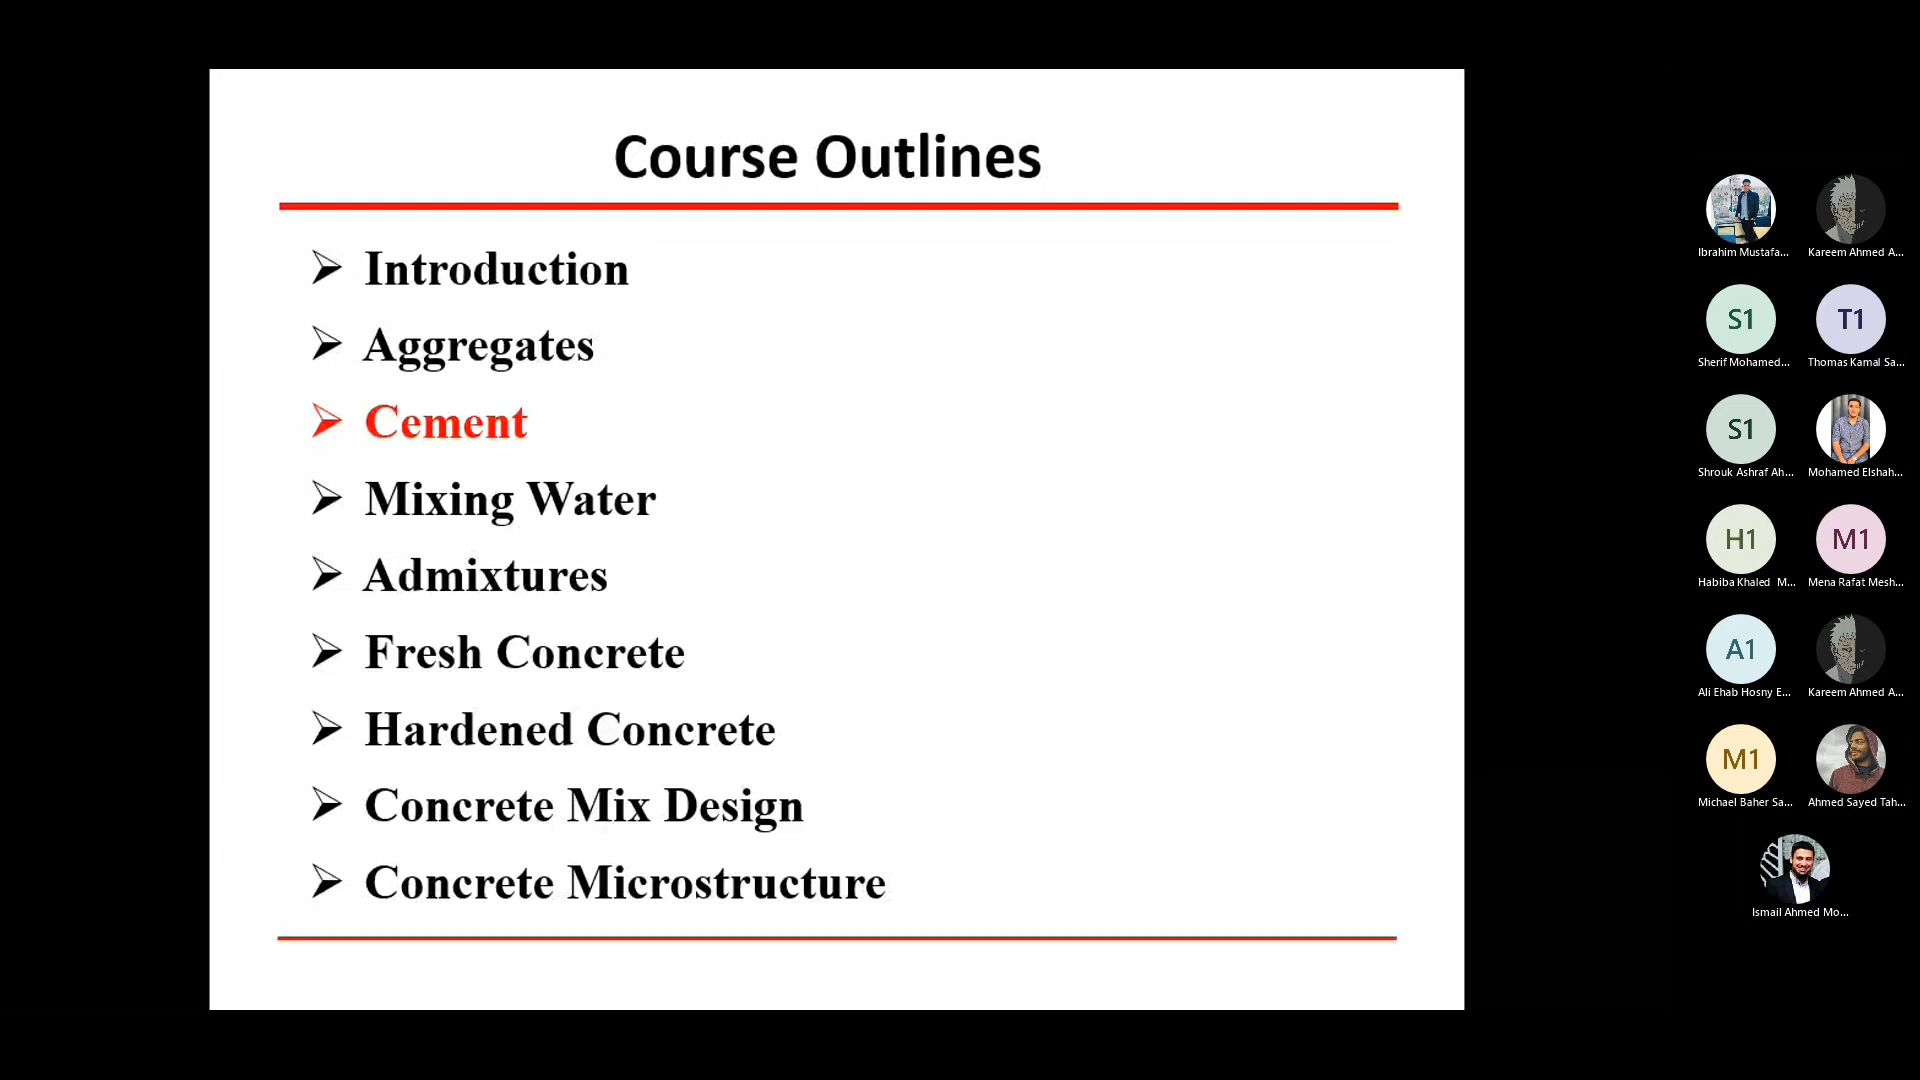 Course Outlines
Introduction
Aggregates
Cement
Mixing Water
Admixtures
Fresh Concrete
Hardened Concrete
Concrete Mix Design
Concrete Microstructure
Ibrahim Mustafa...
Kareem Ahmed A...
S1
T1
Sherif Mohamed...
Thomas Kamal Sa...
S1
Shrouk Ashraf Ah...
Mohamed Elshah...
H1
M1
Habiba Khaled M...
Mena Rafat Mesh...
A1
Ali Ehab Hosny E...
Kareem Ahmed A...
M1
Michael Baher Sa...
Ahmed Sayed Tah...
Ismail Ahmed Mo...